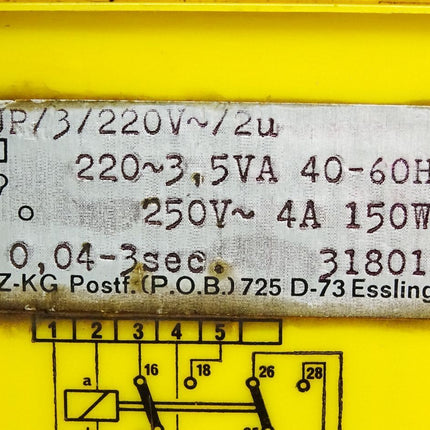 UP/3/220V~/2u
220~3,5VA 40-60H
250V~ 4A 150W
0,04-3sec. 31801
Z-KG Postf. (P.O.B.) 725 D-73 Essling
1 2 3 4 5
16 18 26 28
a